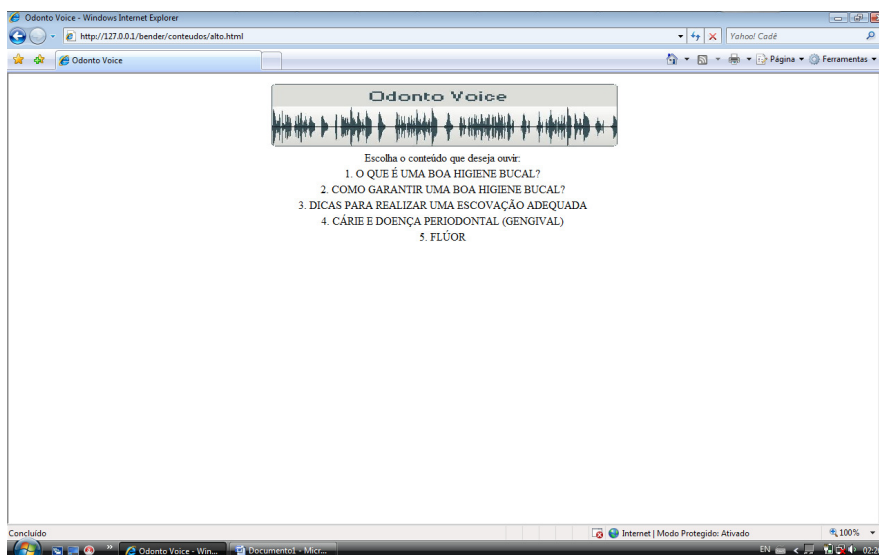 Odonto Voice - Windows Internet Explorer
http://127.0.0.1/bender/conteudos/alto.html
Yahoo! Cadê
Odonto Voice
Página
Ferramentas
Odonto Voice
Escolha o conteúdo que deseja ouvir:
1. O QUE É UMA BOA HIGIENE BUCAL?
2. COMO GARANTIR UMA BOA HIGIENE BUCAL?
3. DICAS PARA REALIZAR UMA ESCOVAÇÃO ADEQUADA
4. CÁRIE E DOENÇA PERIODONTAL (GENGIVAL)
5. FLÚOR
Concluído
Internet | Modo Protegido: Ativado
100%
Odonto Voice - Win...
Documento1 - Micr...
EN